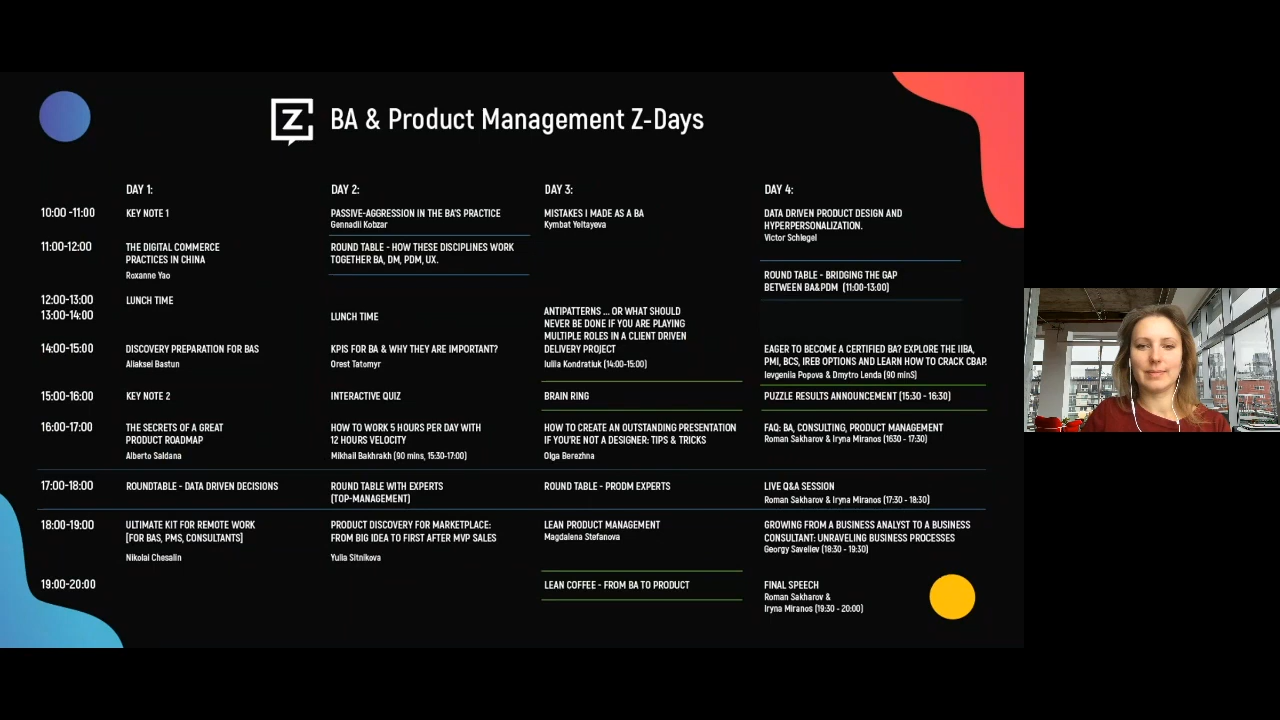 Z BA & Product Management Z-Days
DAY 1:
DAY 2:
DAY 3:
DAY 4:
10:00 -11:00
KEY NOTE 1
PASSIVE-AGGRESSION IN THE BA'S PRACTICE
Gennadii Kobzar
MISTAKES I MADE AS A BA
Kymbat Yeltayeva
DATA DRIVEN PRODUCT DESIGN AND
HYPERPERSONALIZATION.
Victor Schlegel
11:00-12:00
THE DIGITAL COMMERCE
PRACTICES IN CHINA
Roxanne Yao
ROUND TABLE - HOW THESE DISCIPLINES WORK
TOGETHER BA, DM, PDM, UX.
ROUND TABLE - BRIDGING THE GAP
BETWEEN BA&PDM (11:00-13:00)
12:00-13:00
LUNCH TIME
13:00-14:00
LUNCH TIME
ANTIPATTERNS ... OR WHAT SHOULD
NEVER BE DONE IF YOU ARE PLAYING
MULTIPLE ROLES IN A CLIENT DRIVEN
DELIVERY PROJECT
Iuliia Kondratiuk (14:00-15:00)
14:00-15:00
DISCOVERY PREPARATION FOR BAS
Aliaksei Bastun
KPIS FOR BA & WHY THEY ARE IMPORTANT?
Orest Tatomyr
EAGER TO BECOME A CERTIFIED BA? EXPLORE THE IIBA,
PMI, BCS, IREB OPTIONS AND LEARN HOW TO CRACK CBAP.
Ievgeniia Popova & Dmytro Lenda (90 minS)
15:00-16:00
KEY NOTE 2
INTERACTIVE QUIZ
BRAIN RING
PUZZLE RESULTS ANNOUNCEMENT (15:30 - 16:30)
16:00-17:00
THE SECRETS OF A GREAT
PRODUCT ROADMAP
Alberto Saldana
HOW TO WORK 5 HOURS PER DAY WITH
12 HOURS VELOCITY
Mikhail Bakhrakh (90 mins, 15:30-17:00)
HOW TO CREATE AN OUTSTANDING PRESENTATION
IF YOU'RE NOT A DESIGNER: TIPS & TRICKS
Olga Berezhna
FAQ: BA, CONSULTING, PRODUCT MANAGEMENT
Roman Sakharov & Iryna Miranos (1630 - 17:30)
17:00-18:00
ROUNDTABLE - DATA DRIVEN DECISIONS
ROUND TABLE WITH EXPERTS
(TOP-MANAGEMENT)
ROUND TABLE - PRODM EXPERTS
LIVE Q&A SESSION
Roman Sakharov & Iryna Miranos (17:30 - 18:30)
18:00-19:00
ULTIMATE KIT FOR REMOTE WORK
[FOR BAS, PMS, CONSULTANTS]
Nikolai Chesalin
PRODUCT DISCOVERY FOR MARKETPLACE:
FROM BIG IDEA TO FIRST AFTER MVP SALES
Yulia Sitnikova
LEAN PRODUCT MANAGEMENT
Magdalena Stefanova
GROWING FROM A BUSINESS ANALYST TO A BUSINESS
CONSULTANT: UNRAVELING BUSINESS PROCESSES
Georgy Saveliev (18:30 - 19:30)
19:00-20:00
LEAN COFFEE - FROM BA TO PRODUCT
FINAL SPEECH
Roman Sakharov &
Iryna Miranos (19:30 - 20:00)